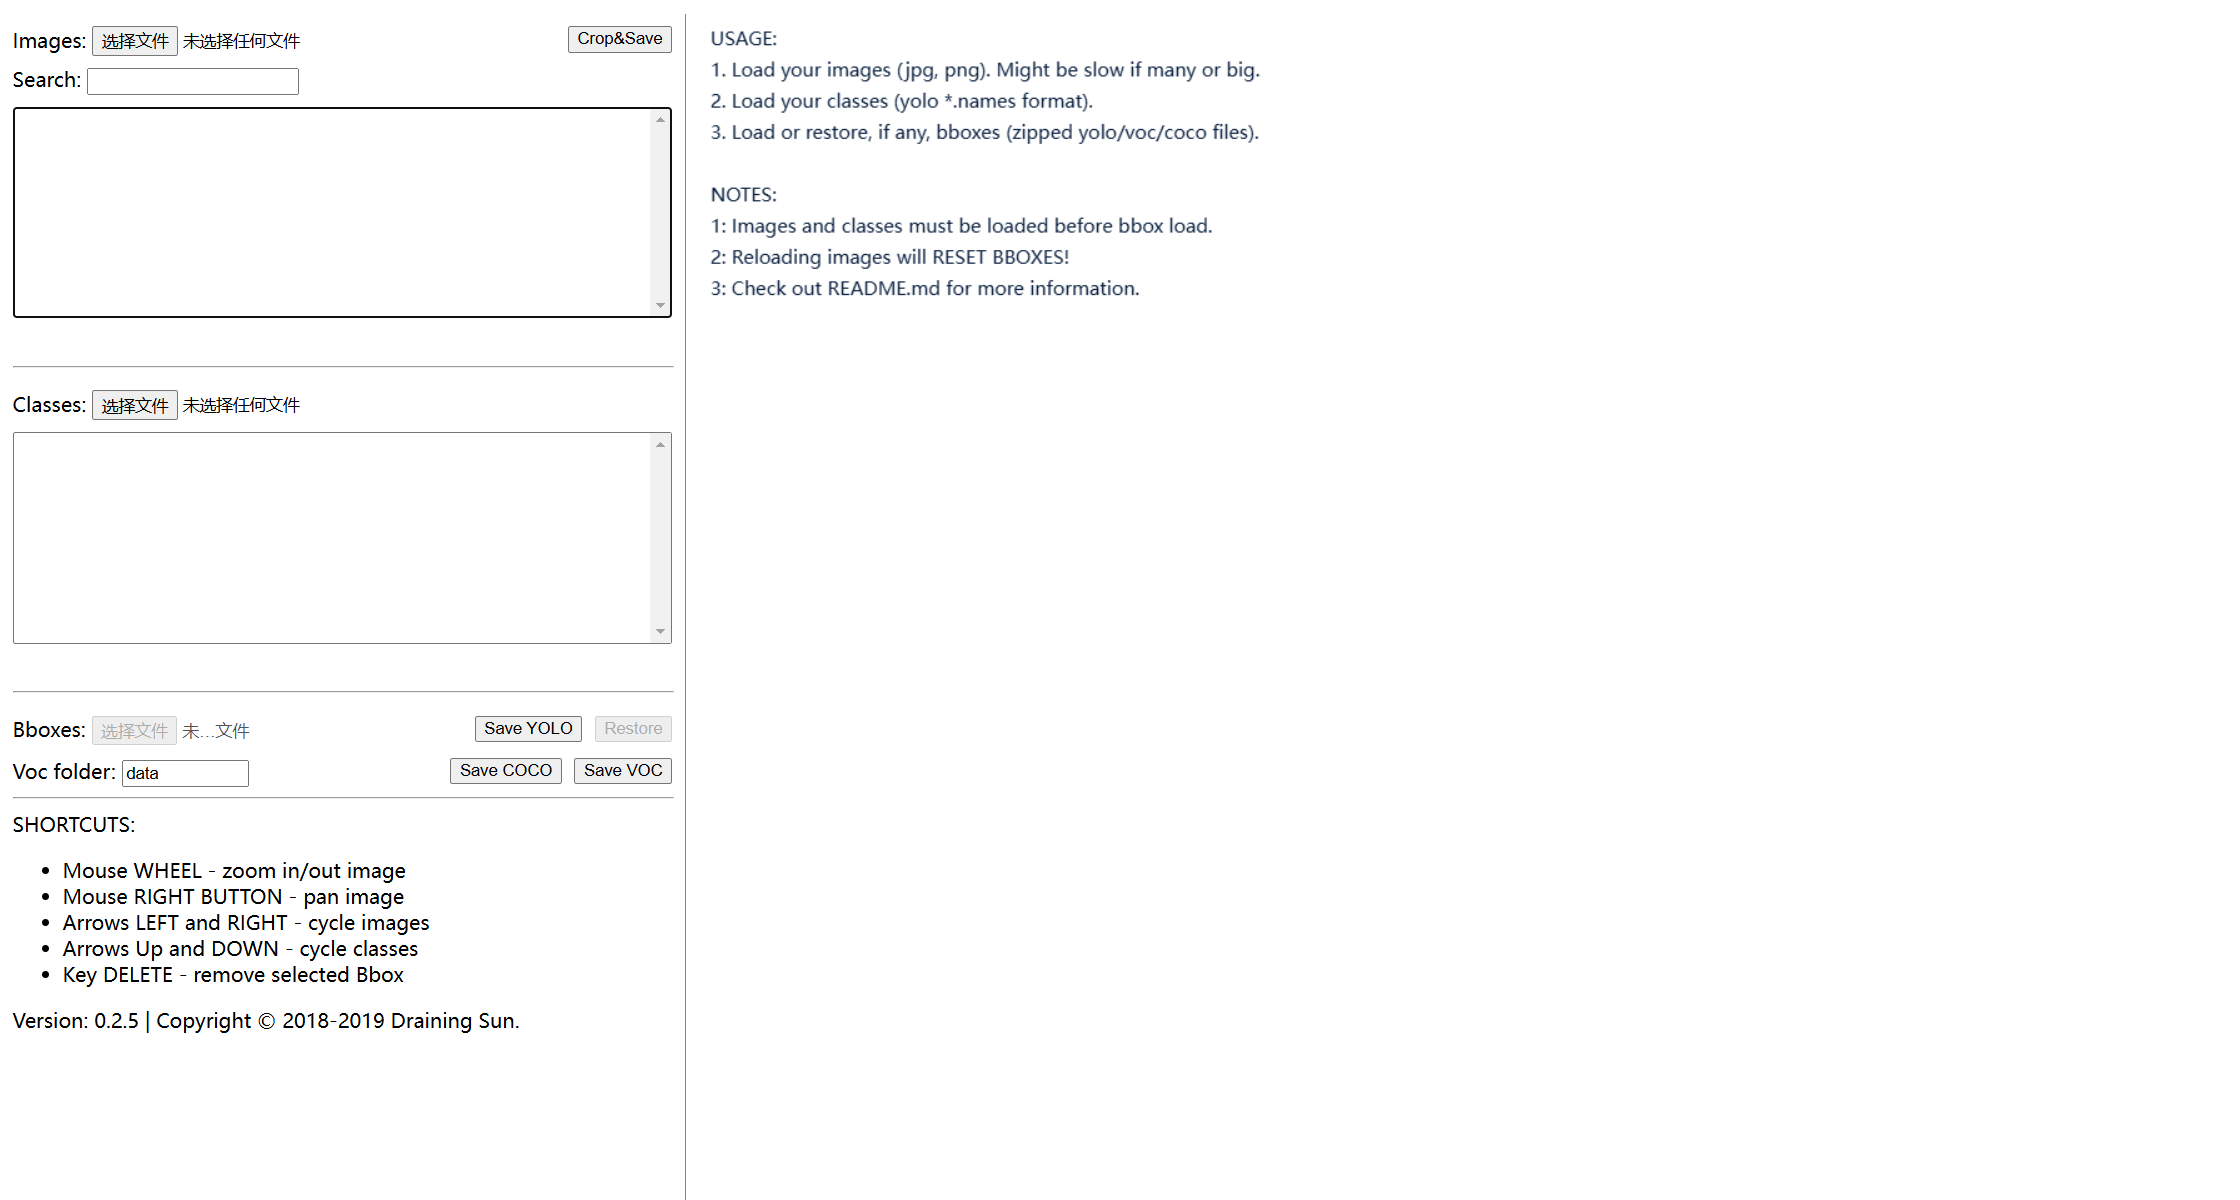 Images: 选择文件 未选择任何文件 Crop&Save
Search:
Classes: 选择文件 未选择任何文件
Bboxes: 选择文件 未...文件 Save YOLO Restore
Voc folder: data Save COCO Save VOC
SHORTCUTS:
• Mouse WHEEL - zoom in/out image
• Mouse RIGHT BUTTON - pan image
• Arrows LEFT and RIGHT - cycle images
• Arrows Up and DOWN - cycle classes
• Key DELETE - remove selected Bbox
Version: 0.2.5 | Copyright © 2018-2019 Draining Sun.
USAGE:
1. Load your images (jpg, png). Might be slow if many or big.
2. Load your classes (yolo *.names format).
3. Load or restore, if any, bboxes (zipped yolo/voc/coco files).
NOTES:
1: Images and classes must be loaded before bbox load.
2: Reloading images will RESET BBOXES!
3: Check out README.md for more information.